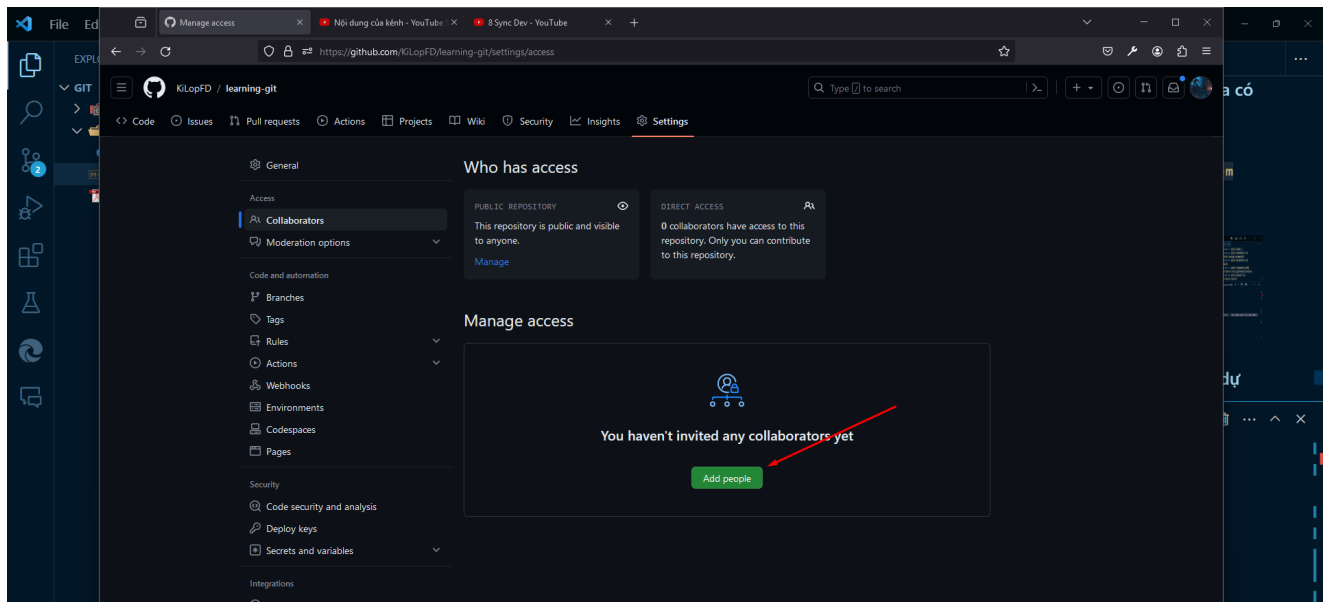 File Ed
Manage access
Nội dung của kênh - YouTube
8 Sync Dev - YouTube
https://github.com/KiLopFD/learning-git/settings/access
EXPL
GIT
KiLopFD / learning-git
Type / to search
a có
Code Issues Pull requests Actions Projects Wiki Security Insights Settings
2
m
General
Access
Collaborators
Moderation options
Code and automation
Branches
Tags
Rules
Actions
Webhooks
Environments
Codespaces
Pages
Security
Code security and analysis
Deploy keys
Secrets and variables
Integrations
Who has access
PUBLIC REPOSITORY
This repository is public and visible
to anyone.
Manage
DIRECT ACCESS
0 collaborators have access to this
repository. Only you can contribute
to this repository.
Manage access
You haven't invited any collaborators yet
Add people
dự